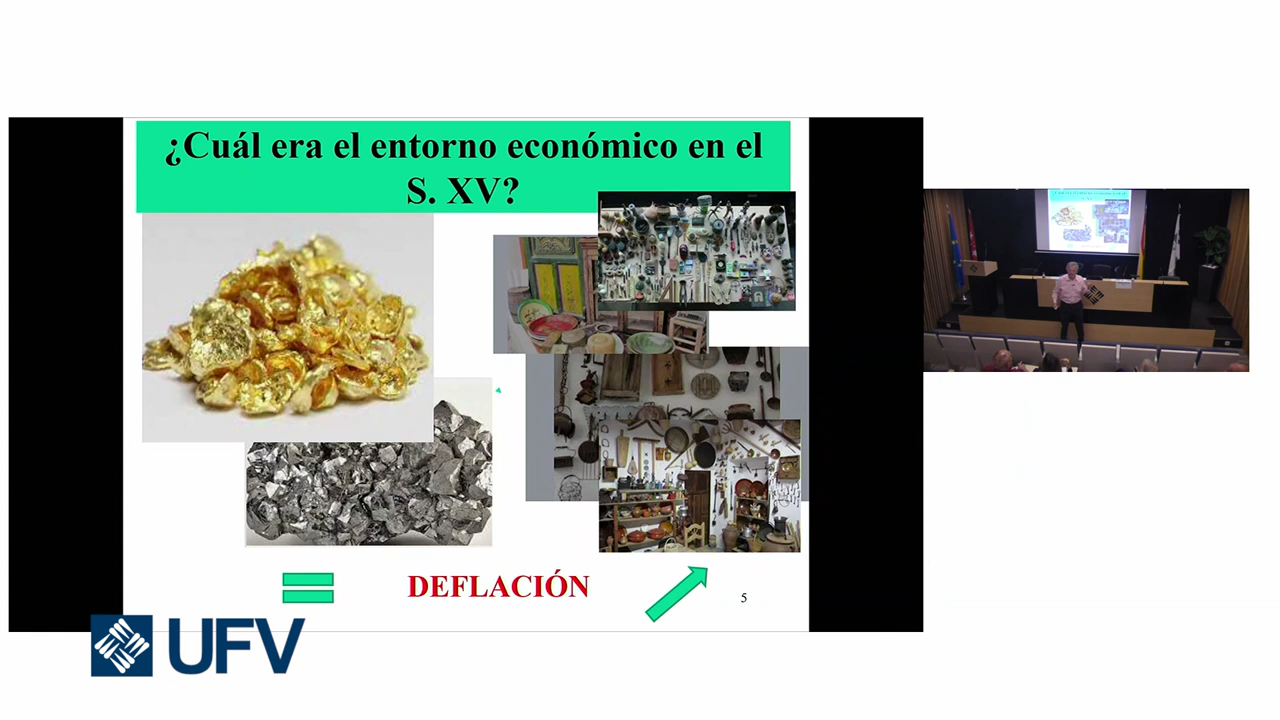 ¿Cuál era el entorno económico en el
S. XV?
DEFLACIÓN
5
UFV